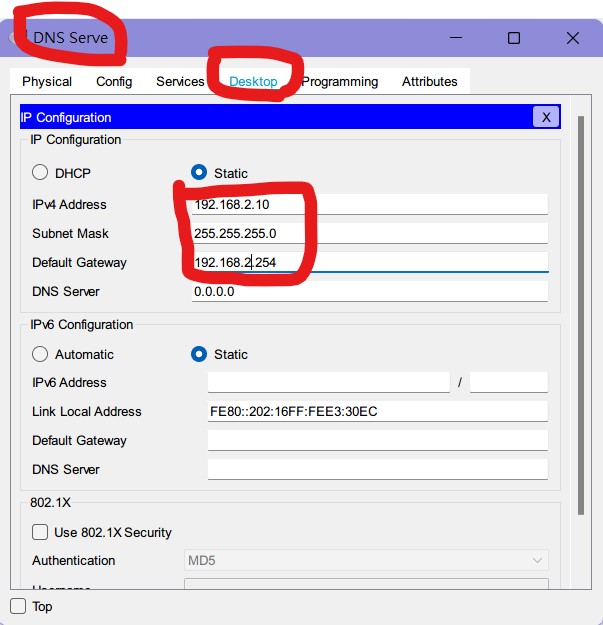 DNS Serve
Physical Config Services Desktop Programming Attributes
IP Configuration X
IP Configuration
DHCP Static
IPv4 Address 192.168.2.10
Subnet Mask 255.255.255.0
Default Gateway 192.168.2.254
DNS Server 0.0.0.0
IPv6 Configuration
Automatic Static
IPv6 Address /
Link Local Address FE80::202:16FF:FEE3:30EC
Default Gateway
DNS Server
802.1X
Use 802.1X Security
Authentication MD5
Username
Top